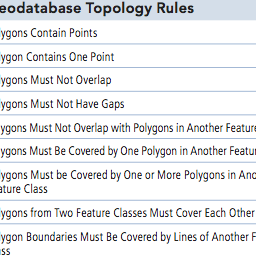 eodatabase Topology Rules
lygons Contain Points
lygon Contains One Point
lygons Must Not Overlap
lygons Must Not Have Gaps
lygons Must Not Overlap with Polygons in Another Feature
lygons Must Be Covered by One Polygon in Another Featur
lygons Must be Covered by One or More Polygons in Ano
ature Class
lygons from Two Feature Classes Must Cover Each Other
lygon Boundaries Must Be Covered by Lines of Another F
ass